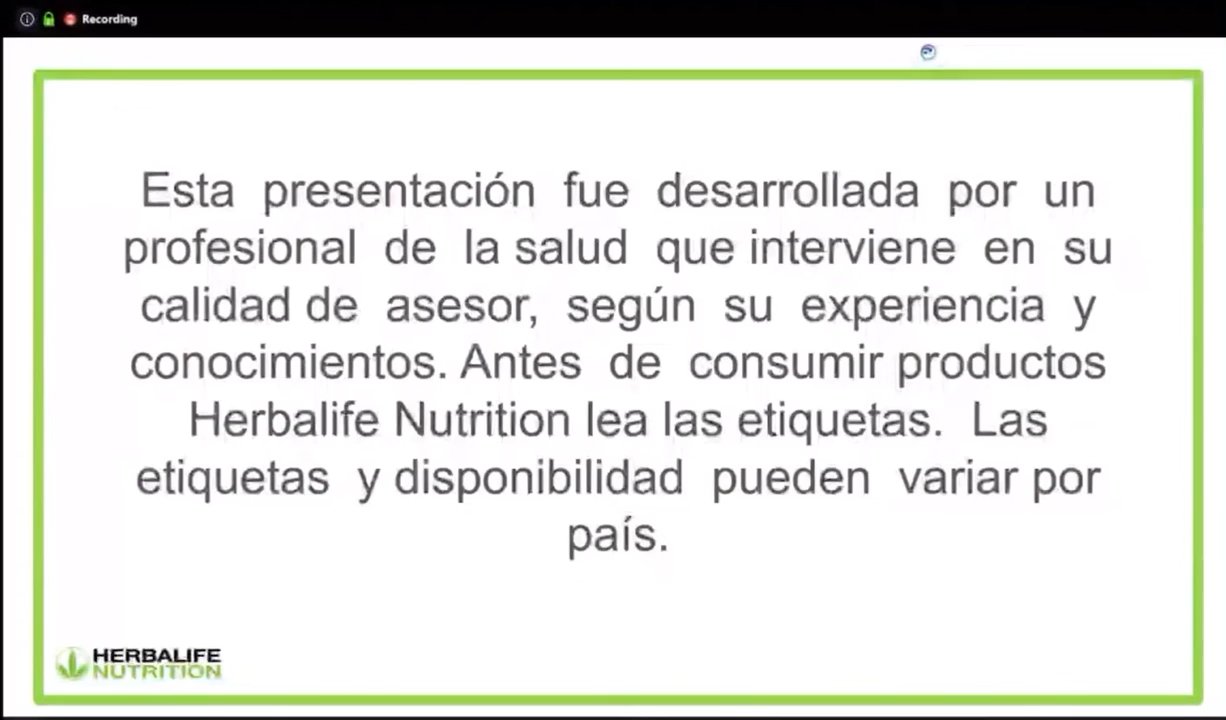 Recording
Esta presentación fue desarrollada por un
profesional de la salud que interviene en su
calidad de asesor, según su experiencia y
conocimientos. Antes de consumir productos
Herbalife Nutrition lea las etiquetas. Las
etiquetas y disponibilidad pueden variar por
país.
HERBALIFE
NUTRITION